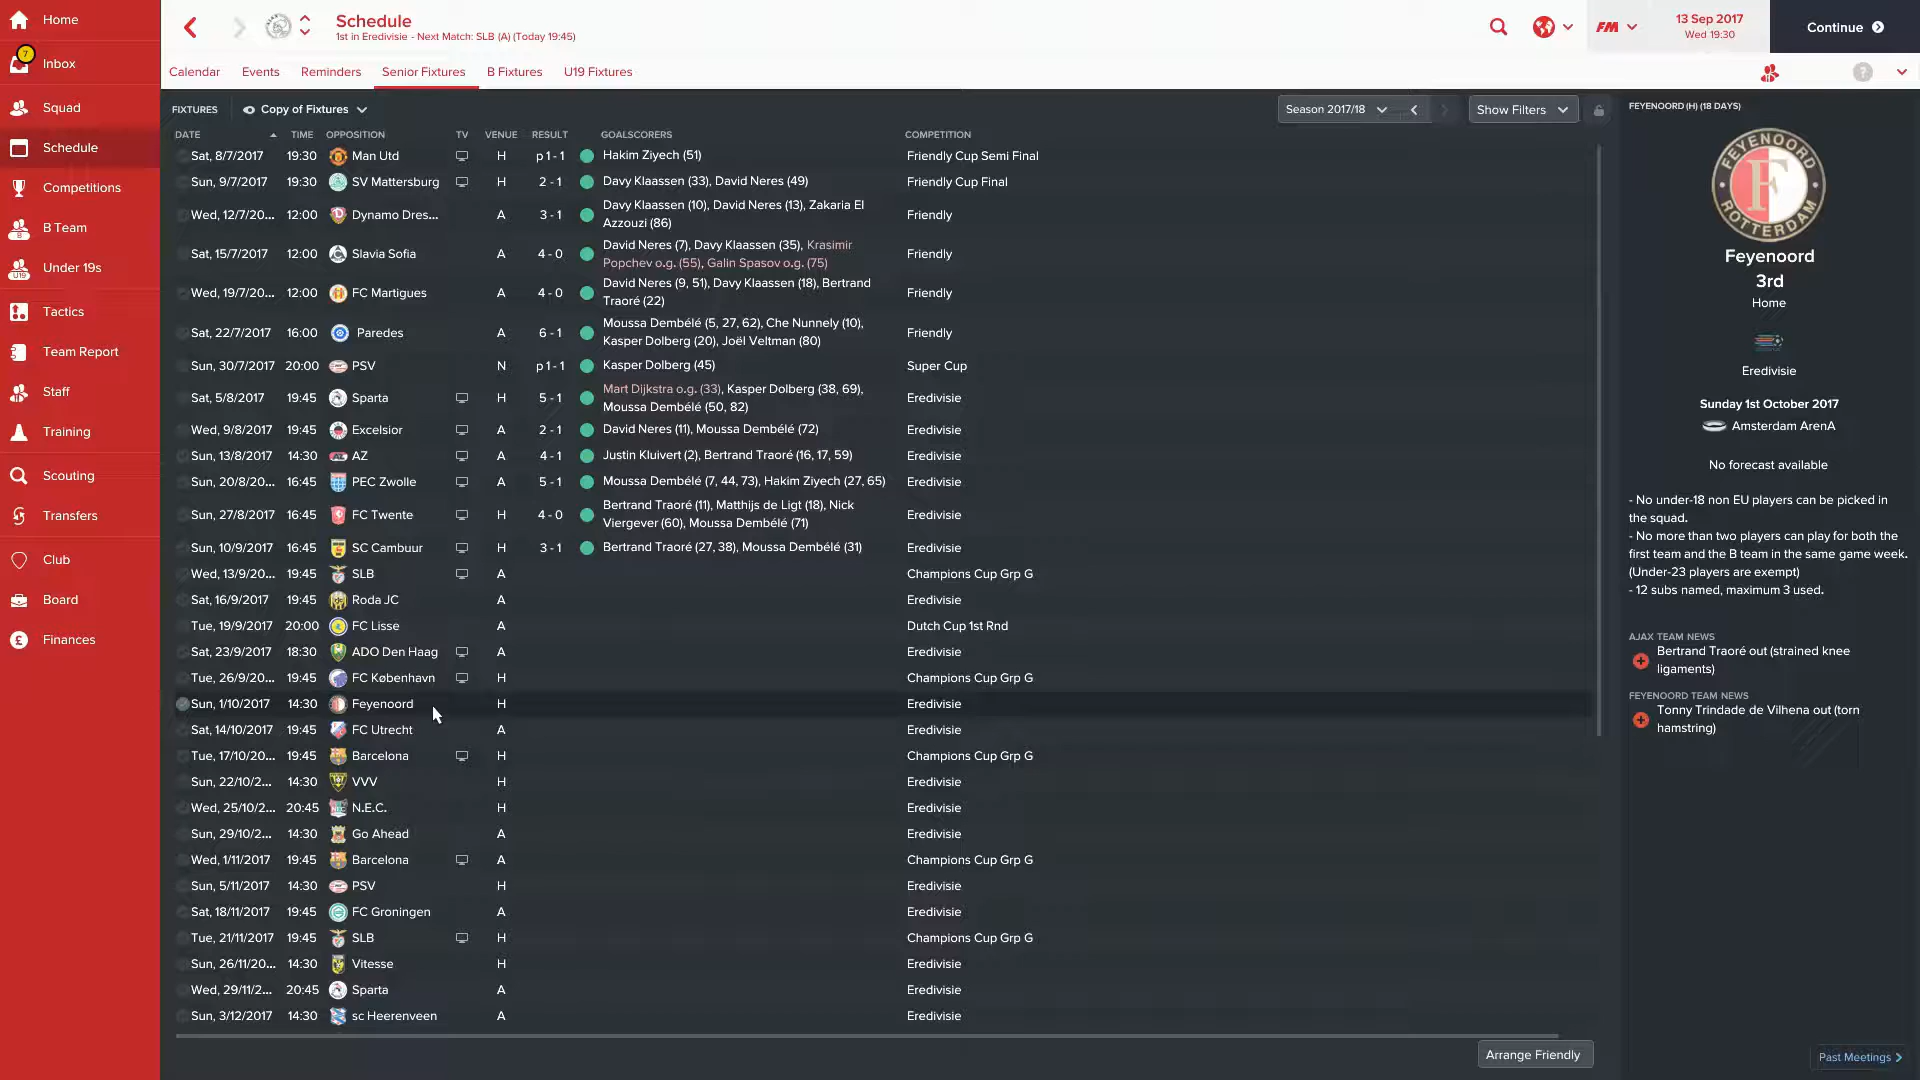 Home
7
Inbox
Squad
Schedule
Competitions
B Team
Under 19s
Tactics
Team Report
Staff
Training
Scouting
Transfers
Club
Board
Finances
Schedule
1st in Eredivisie - Next Match: SLB (A) (Today 19:45)
FM
13 Sep 2017
Wed 19:30
Continue
Calendar Events Reminders Senior Fixtures B Fixtures U19 Fixtures
FIXTURES Copy of Fixtures Season 2017/18 Show Filters
DATE TIME OPPOSITION TV VENUE RESULT GOALSCORERS COMPETITION
Sat, 8/7/2017 19:30 Man Utd H p 1 - 1 Hakim Ziyech (51) Friendly Cup Semi Final
Sun, 9/7/2017 19:30 SV Mattersburg H 2 - 1 Davy Klaassen (33), David Neres (49) Friendly Cup Final
Wed, 12/7/20... 12:00 Dynamo Dres... A 3 - 1 Davy Klaassen (10), David Neres (13), Zakaria El Friendly
Azzouzi (86)
Sat, 15/7/2017 12:00 Slavia Sofia A 4 - 0 David Neres (7), Davy Klaassen (35), Krasimir Friendly
Popchev o.g. (55), Galin Spasov o.g. (75)
Wed, 19/7/20... 12:00 FC Martigues A 4 - 0 David Neres (9, 51), Davy Klaassen (18), Bertrand Friendly
Traoré (22)
Sat, 22/7/2017 16:00 Paredes A 6 - 1 Moussa Dembélé (5, 27, 62), Che Nunnely (10), Friendly
Kasper Dolberg (20), Joël Veltman (80)
Sun, 30/7/2017 20:00 PSV N p 1 - 1 Kasper Dolberg (45) Super Cup
Sat, 5/8/2017 19:45 Sparta H 5 - 1 Mart Dijkstra o.g. (33), Kasper Dolberg (38, 69), Eredivisie
Moussa Dembélé (50, 82)
Wed, 9/8/2017 19:45 Excelsior A 2 - 1 David Neres (11), Moussa Dembélé (72) Eredivisie
Sun, 13/8/2017 14:30 AZ A 4 - 1 Justin Kluivert (2), Bertrand Traoré (16, 17, 59) Eredivisie
Sun, 20/8/20... 16:45 PEC Zwolle A 5 - 1 Moussa Dembélé (7, 44, 73), Hakim Ziyech (27, 65) Eredivisie
Sun, 27/8/2017 16:45 FC Twente H 4 - 0 Bertrand Traoré (11), Matthijs de Ligt (18), Nick Eredivisie
Viergever (60), Moussa Dembélé (71)
Sun, 10/9/2017 16:45 SC Cambuur H 3 - 1 Bertrand Traoré (27, 38), Moussa Dembélé (31) Eredivisie
Wed, 13/9/20... 19:45 SLB A Champions Cup Grp G
Sat, 16/9/2017 19:45 Roda JC A Eredivisie
Tue, 19/9/2017 20:00 FC Lisse A Dutch Cup 1st Rnd
Sat, 23/9/2017 18:30 ADO Den Haag A Eredivisie
Tue, 26/9/20... 19:45 FC København H Champions Cup Grp G
Sun, 1/10/2017 14:30 Feyenoord H Eredivisie
Sat, 14/10/2017 19:45 FC Utrecht A Eredivisie
Tue, 17/10/20... 19:45 Barcelona H Champions Cup Grp G
Sun, 22/10/2... 14:30 VVV H Eredivisie
Wed, 25/10/2... 20:45 N.E.C. H Eredivisie
Sun, 29/10/2... 14:30 Go Ahead A Eredivisie
Wed, 1/11/2017 19:45 Barcelona A Champions Cup Grp G
Sun, 5/11/2017 14:30 PSV H Eredivisie
Sat, 18/11/2017 19:45 FC Groningen A Eredivisie
Tue, 21/11/2017 19:45 SLB H Champions Cup Grp G
Sun, 26/11/20... 14:30 Vitesse H Eredivisie
Wed, 29/11/2... 20:45 Sparta A Eredivisie
Sun, 3/12/2017 14:30 sc Heerenveen A Eredivisie
Arrange Friendly
FEYENOORD (H) (18 DAYS)
FEYENOORD
ROTTERDAM
Feyenoord
3rd
Home
Eredivisie
Sunday 1st October 2017
Amsterdam ArenA
No forecast available
- No under-18 non EU players can be picked in
the squad.
- No more than two players can play for both the
first team and the B team in the same game week.
(Under-23 players are exempt)
- 12 subs named, maximum 3 used.
AJAX TEAM NEWS
Bertrand Traoré out (strained knee
ligaments)
FEYENOORD TEAM NEWS
Tonny Trindade de Vilhena out (torn
hamstring)
Past Meetings